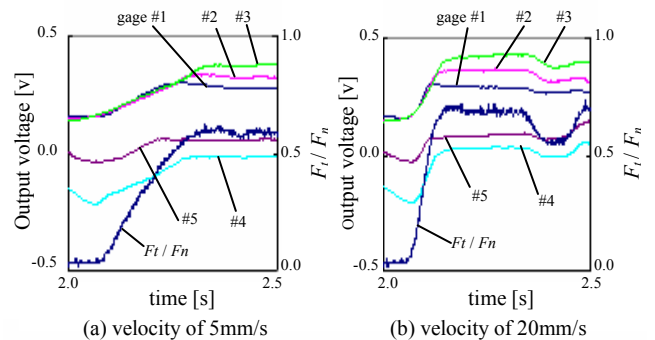 gage #1
#2
#3
0.5
1.0
Output voltage [v]
0.0
0.5
Ft / Fn
#5
#4
Ft / Fn
-0.5
0.0
2.0
2.5
time [s]
(a) velocity of 5mm/s
gage #1
#2
#3
0.5
1.0
output voltage [v]
0.0
0.5
Ft / Fn
#5
#4
Ft / Fn
-0.5
0.0
2.0
2.5
time [s]
(b) velocity of 20mm/s